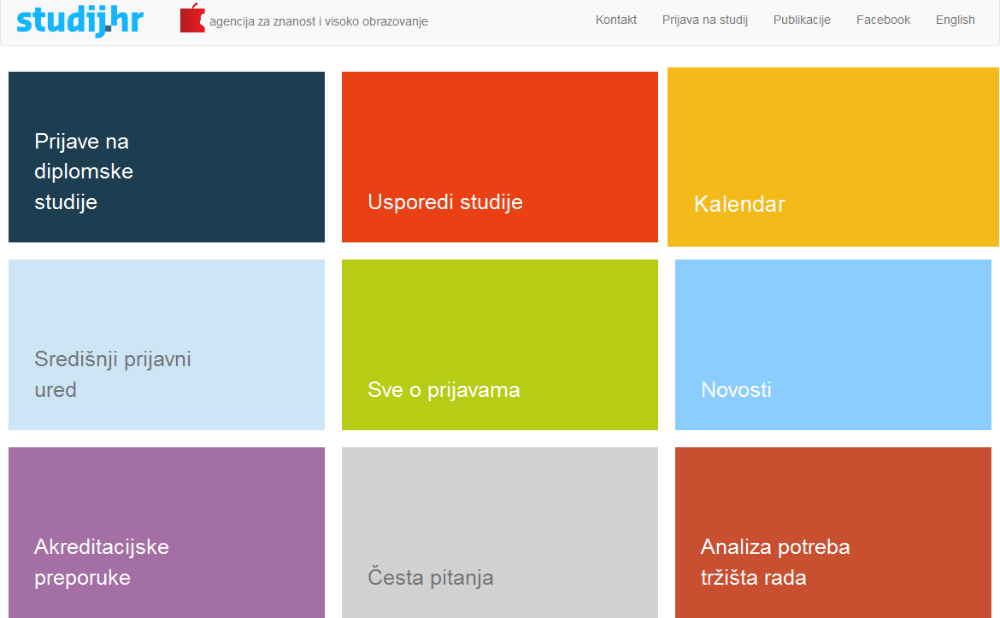 studij.hr
agencija za znanost i visoko obrazovanje
Kontakt
Prijava na studij
Publikacije
Facebook
English
Prijave na
diplomske
studije
Usporedi studije
Kalendar
Središnji prijavni
ured
Sve o prijavama
Novosti
Akreditacijske
preporuke
Česta pitanja
Analiza potreba
tržišta rada